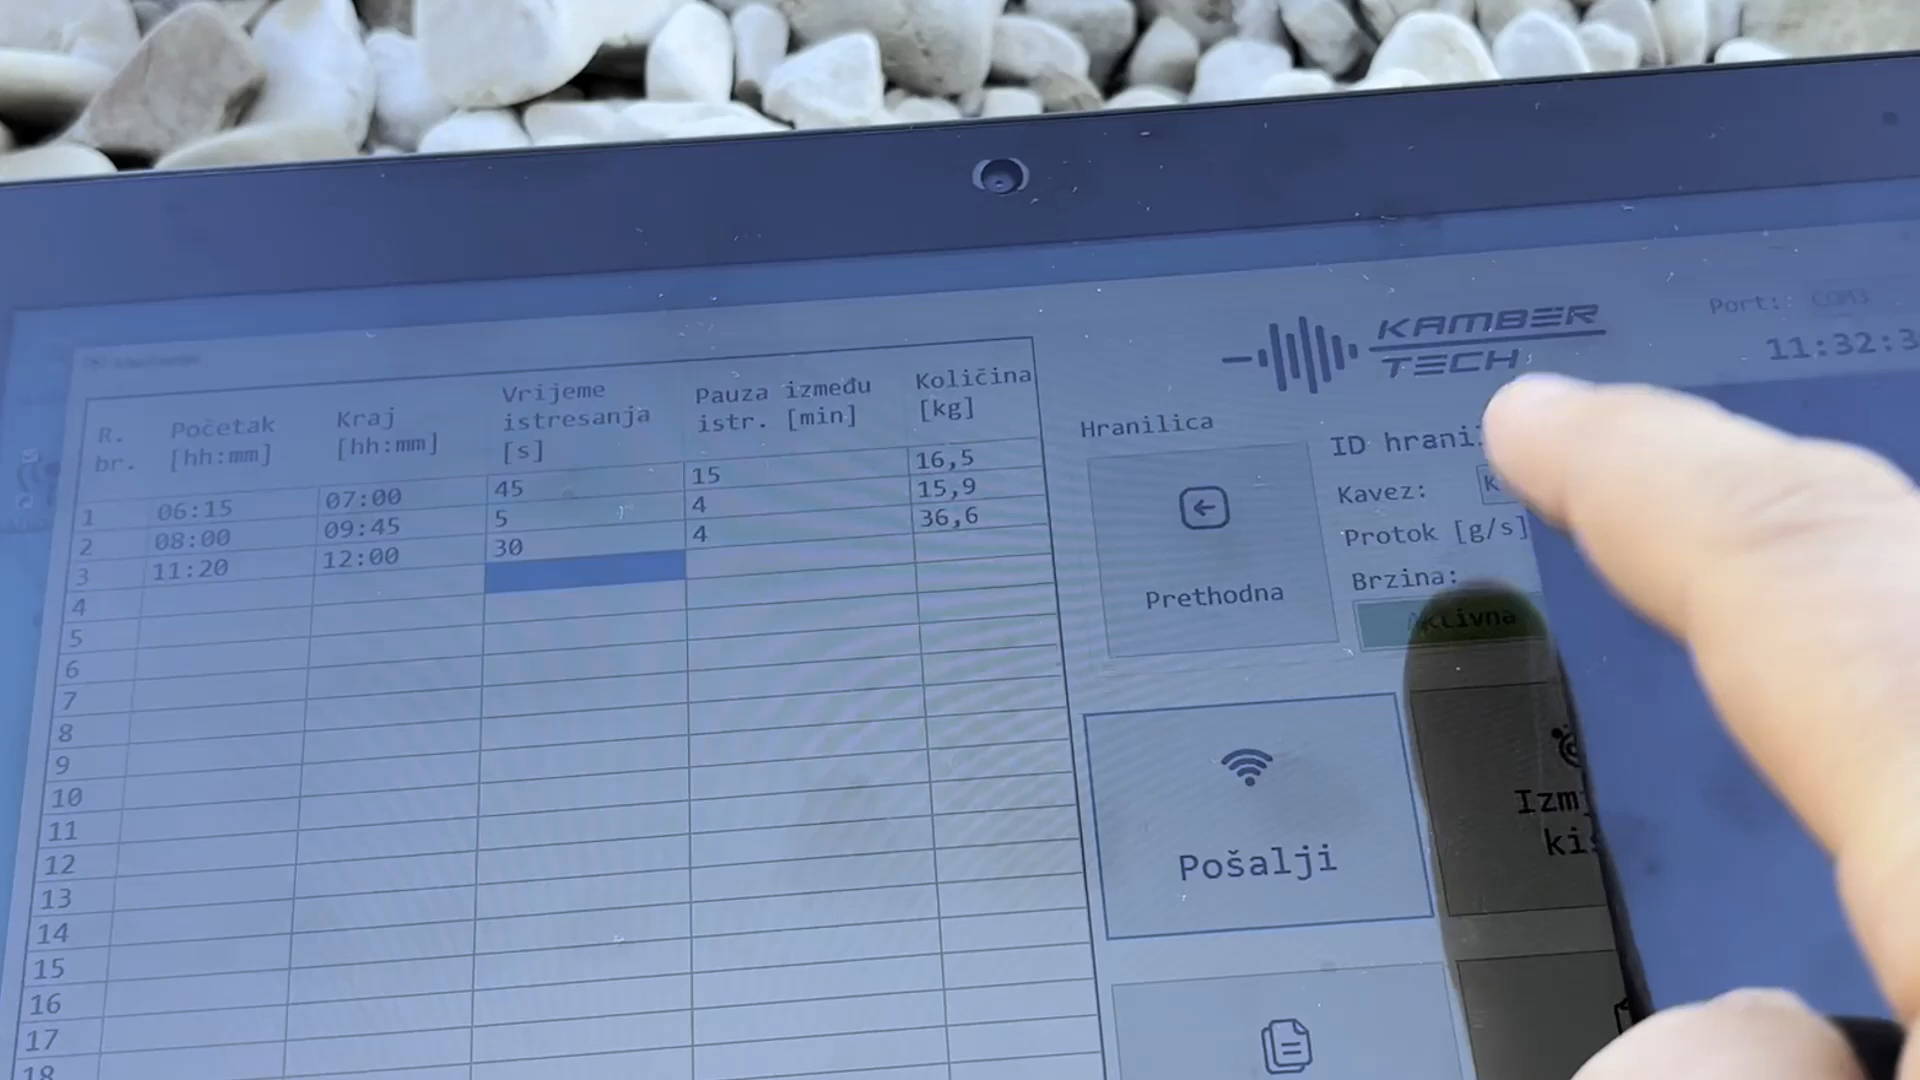 R.
br.
Početak
[hh:mm]
Kraj
[hh:mm]
Vrijeme
istresanja
[s]
Pauza između
istr. [min]
Količina
[kg]
1 06:15 07:00 45 15 16,5
2 08:00 09:45 5 4 15,9
3 11:20 12:00 30 4 36,6
4
5
6
7
8
9
10
11
12
13
14
15
16
17
18
KAMBER
TECH
Port: COM3
11:32:3
Hranilica
Prethodna
ID hrani
Kavez: K
Protok [g/s]
Brzina:
Aktivna
Pošalji
Izm
ki